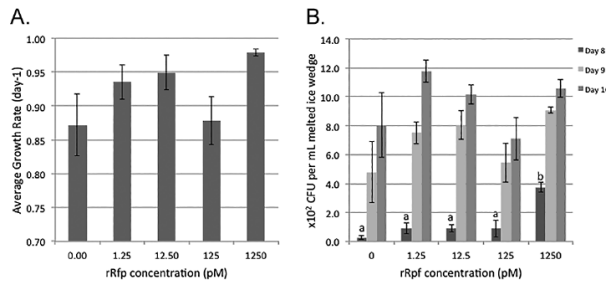 A.
Average Growth Rate (day-1)
1.00
0.95
0.90
0.85
0.80
0.75
0.70
0.00 1.25 12.50 125 1250
rRfp concentration (pM)
B.
x10² CFU per mL melted ice wedge
14.0
12.0
10.0
8.0
6.0
4.0
2.0
0.0
a a a a b
0 1.25 12.5 125 1250
rRpf concentration (pM)
Day 8
Day 9
Day 1